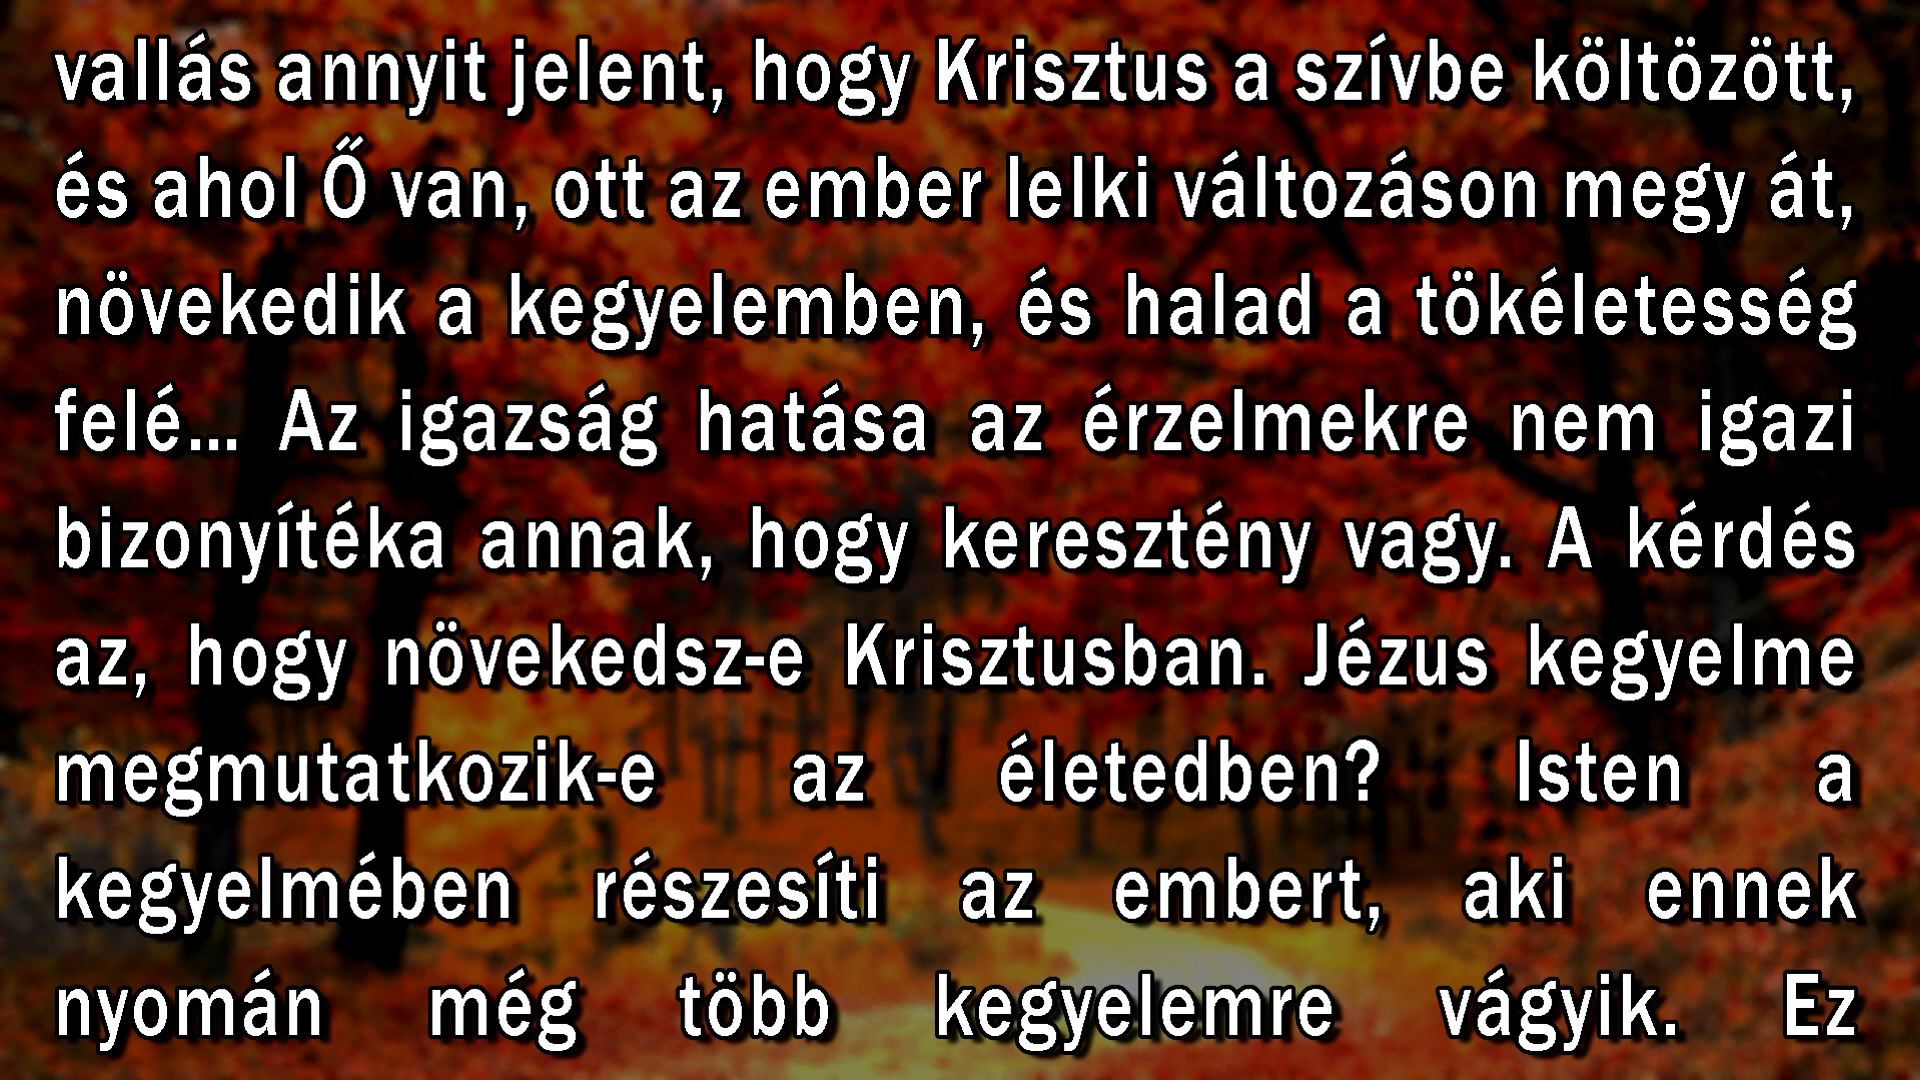 vallás annyit jelent, hogy Krisztus a szívbe költözött,
és ahol Ő van, ott az ember lelki változáson megy át,
növekedik a kegyelemben, és halad a tökéletesség
felé... Az igazság hatása az érzelmekre nem igazi
bizonyítéka annak, hogy keresztény vagy. A kérdés
az, hogy növekedsz-e Krisztusban. Jézus kegyelme
megmutatkozik-e az életedben? Isten a
kegyelmében részesíti az embert, aki ennek
nyomán még több kegyelemre vágyik. Ez